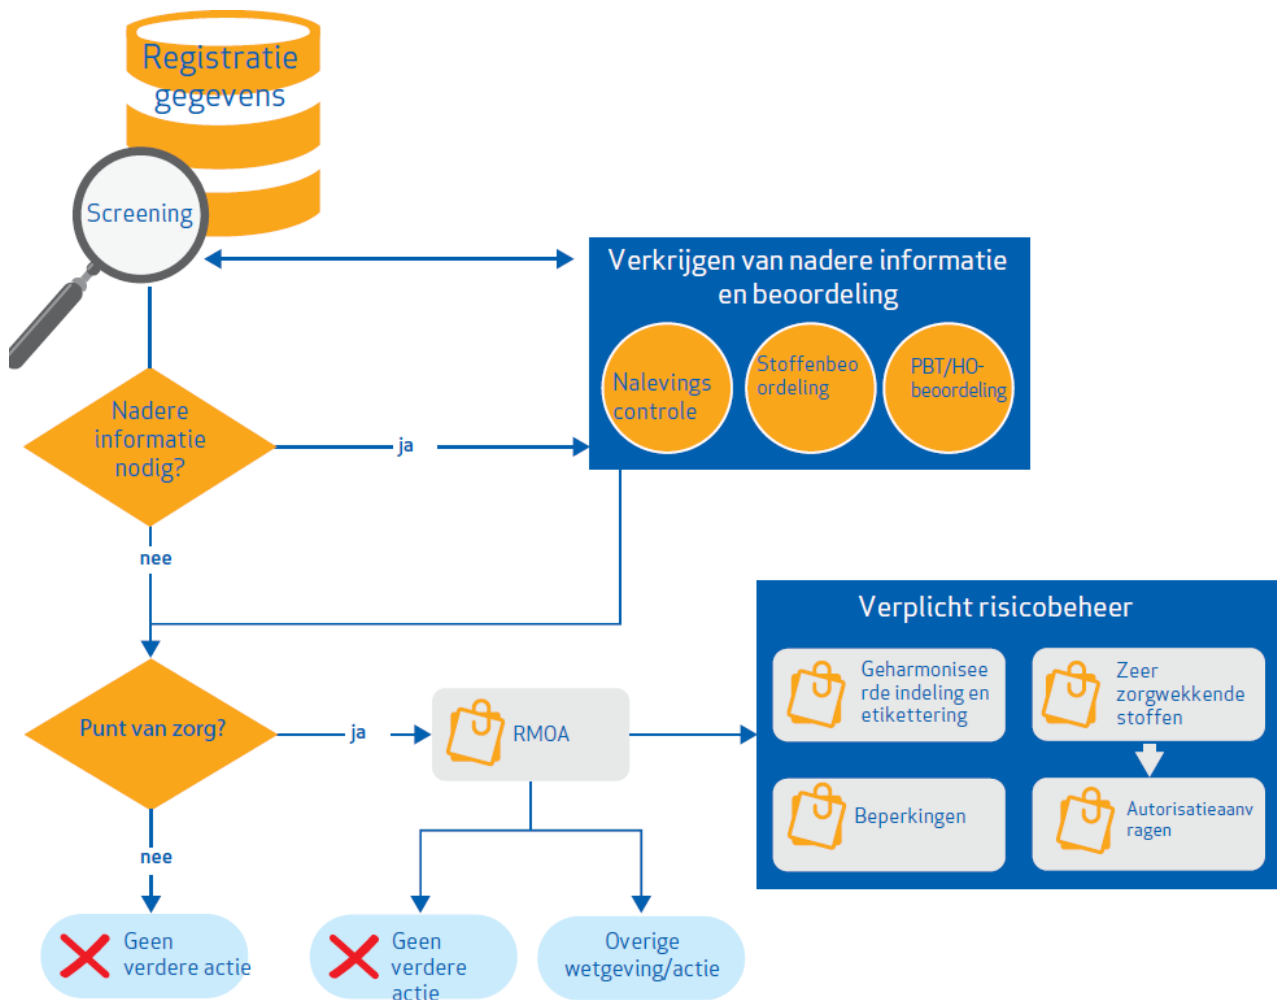 Registratie
gegevens
Screening
Verkrijgen van nadere informatie
en beoordeling
Nalevings
controle
Stoffenbeo
ordeling
PBT/HO-
beoordeling
Nadere
informatie
nodig?
ja
nee
Verplicht risicobeheer
Geharmonisee
rde indeling en
etikettering
Zeer
zorgwekkende
stoffen
Beperkingen
Autorisatieaanv
ragen
Punt van zorg?
ja
RMOA
nee
Geen
verdere actie
Geen
verdere
actie
Overige
wetgeving/actie